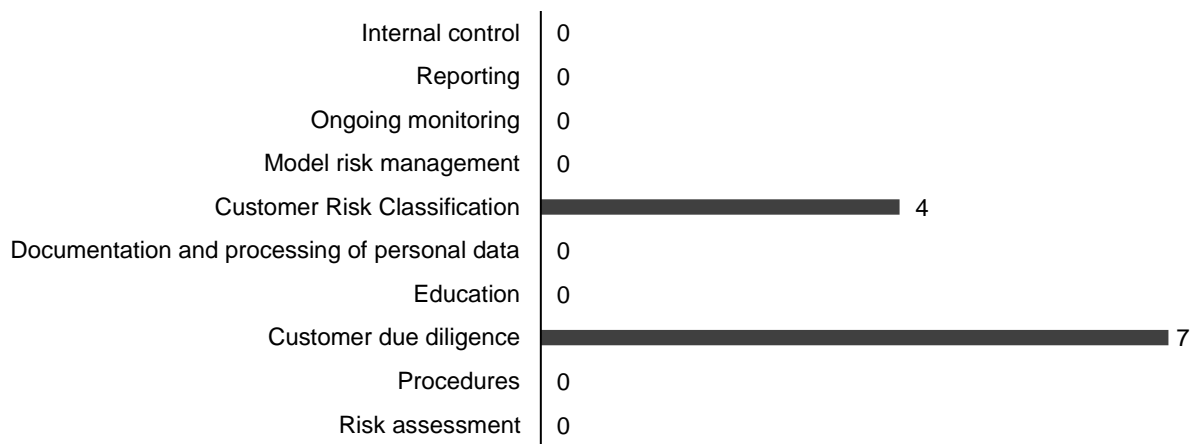 Internal control 0
Reporting 0
Ongoing monitoring 0
Model risk management 0
Customer Risk Classification 4
Documentation and processing of personal data 0
Education 0
Customer due diligence 7
Procedures 0
Risk assessment 0